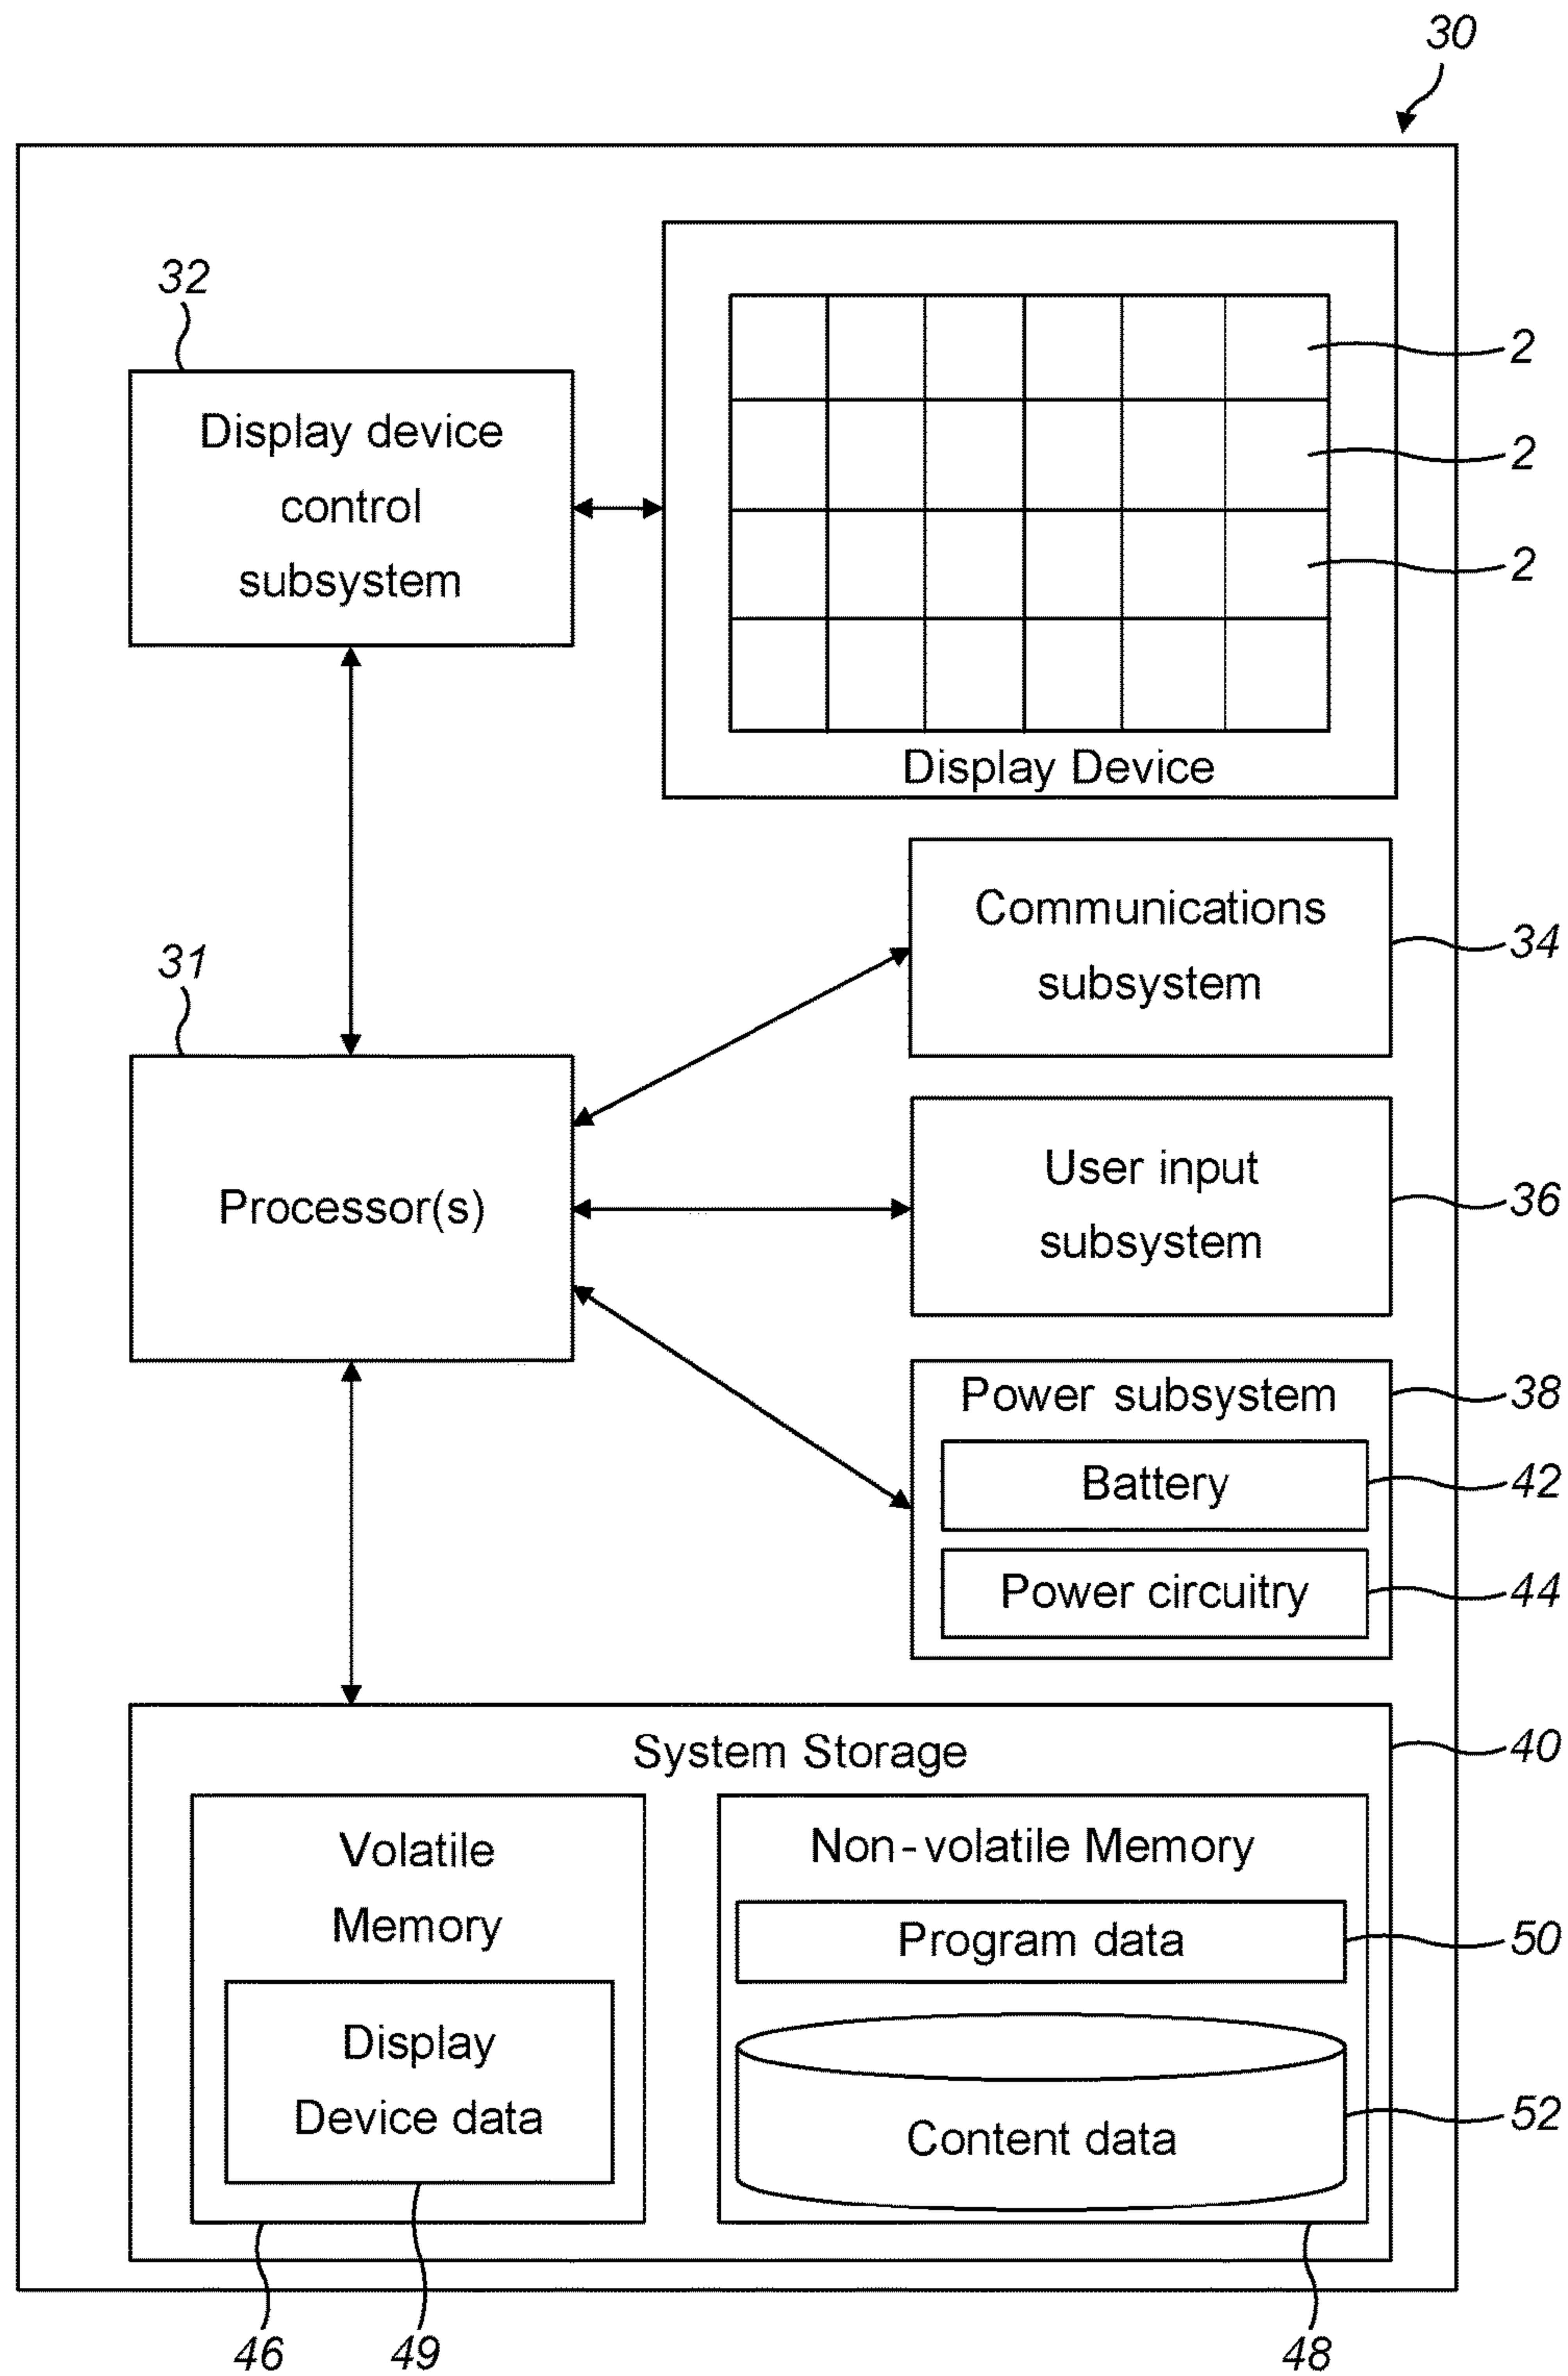 30
32
Display device
control
subsystem
2
2
2
Display Device
Communications
subsystem
34
31
Processor(s)
User input
subsystem
36
Power subsystem
38
Battery
42
Power circuitry
44
System Storage
40
Volatile
Memory
Display
Device data
Non-volatile Memory
Program data
50
Content data
52
46
49
48